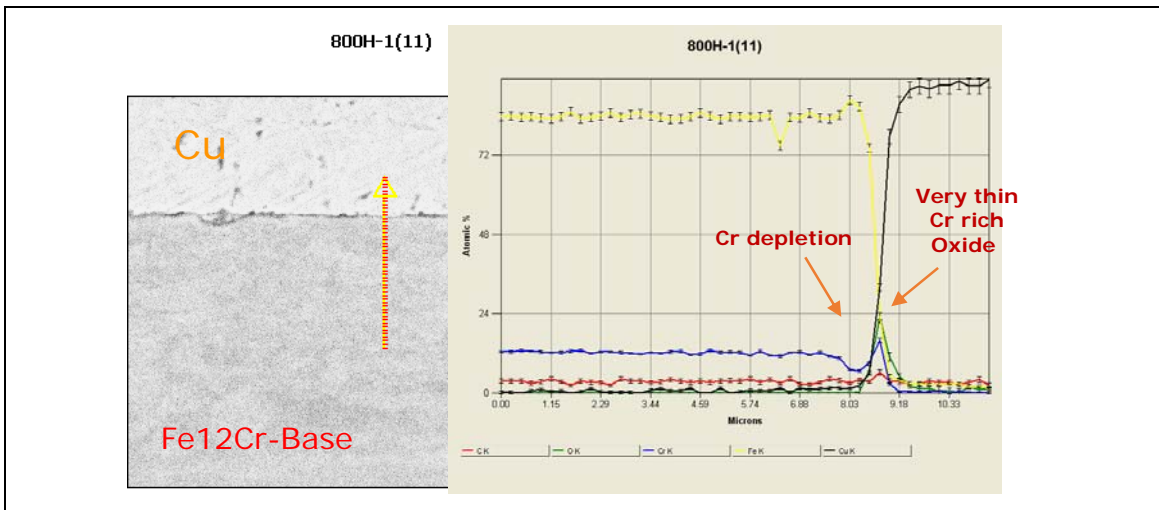 800H-1(11)
Cu
Fe12Cr-Base
800H-1(11)
72
48
24
0
Atomic %
Cr depletion
Very thin
Cr rich
Oxide
0.00 1.15 2.29 3.44 4.59 5.74 6.88 8.03 9.18 10.33
Microns
C K O K Cr K Fe K Cu K